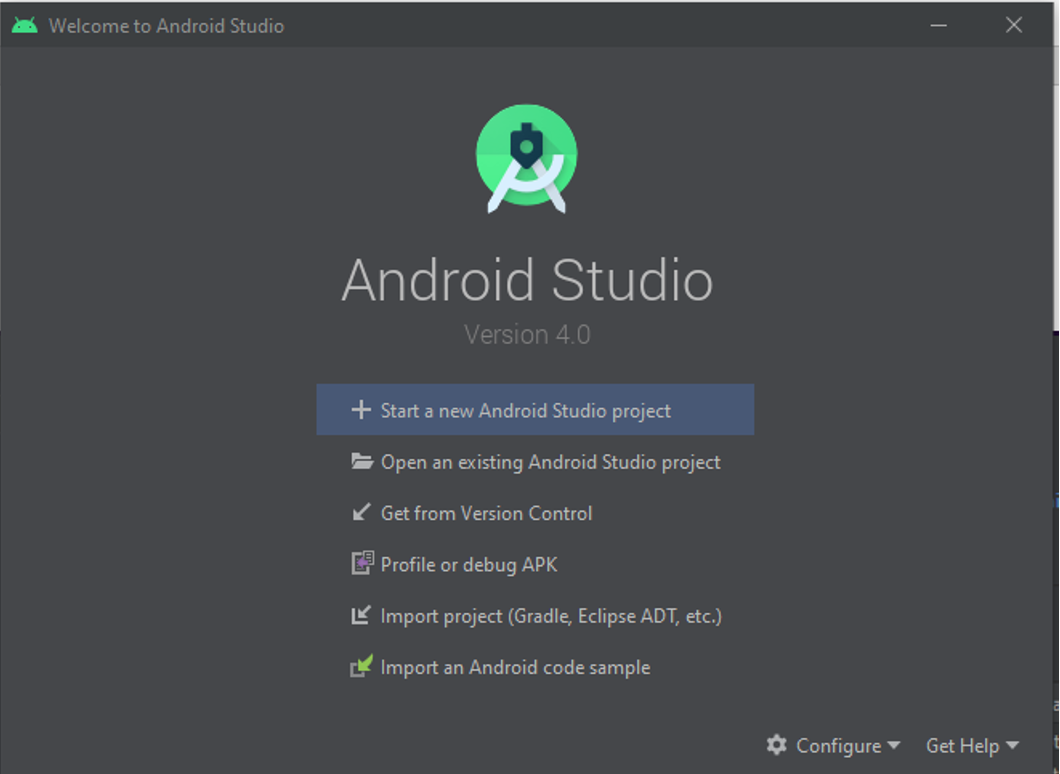 Welcome to Android Studio
Android Studio
Version 4.0
Start a new Android Studio project
Open an existing Android Studio project
Get from Version Control
Profile or debug APK
Import project (Gradle, Eclipse ADT, etc.)
Import an Android code sample
Configure Get Help